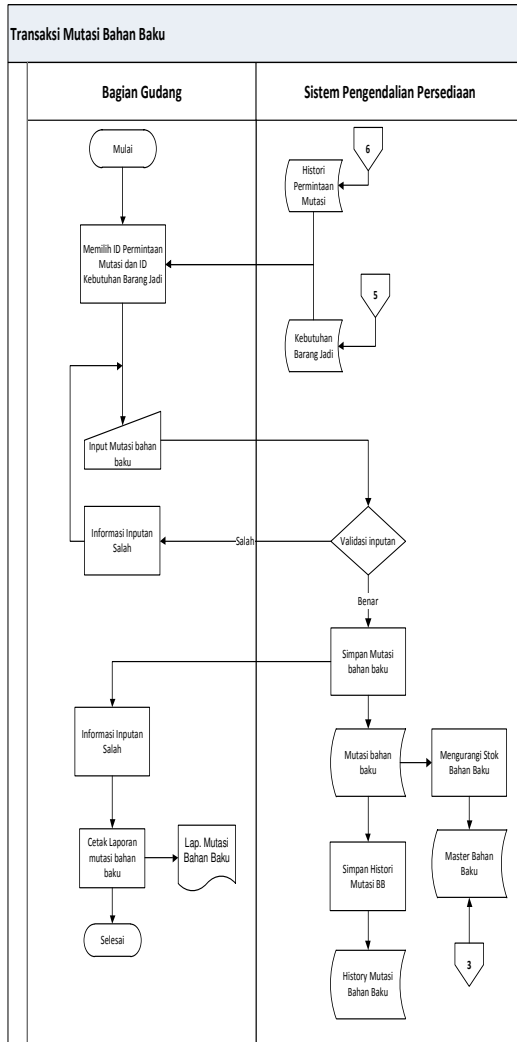 Transaksi Mutasi Bahan Baku
Bagian Gudang
Sistem Pengendalian Persediaan
Mulai
6
Histori
Permintaan
Mutasi
Memilih ID Permintaan
Mutasi dan ID
Kebutuhan Barang Jadi
5
Kebutuhan
Barang Jadi
Input Mutasi bahan
baku
Informasi Inputan
Salah
Salah
Validasi inputan
Benar
Simpan Mutasi
bahan baku
Informasi Inputan
Salah
Mutasi bahan
baku
Mengurangi Stok
Bahan Baku
Cetak Laporan
mutasi bahan
baku
Lap. Mutasi
Bahan Baku
Simpan Histori
Mutasi BB
Master Bahan
Baku
Selesai
History Mutasi
Bahan Baku
3